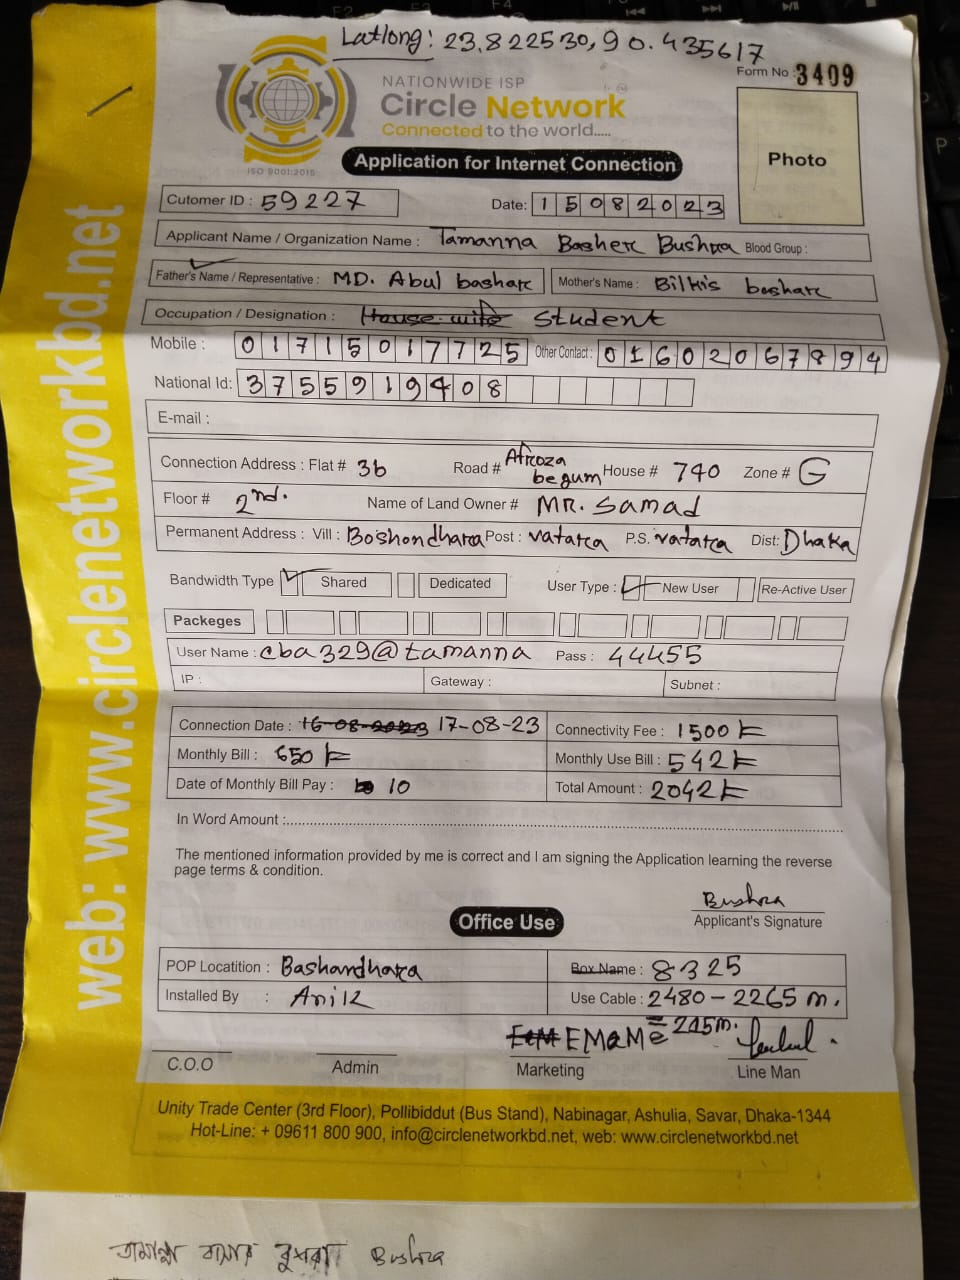 Latlong: 23.822530,90.435617
Form No : 3409
NATIONWIDE ISP
Circle Network
Connected to the world.....
ISO 9001:2015
Application for Internet Connection
Photo
Cutomer ID : 59227 Date: 15082023
Applicant Name / Organization Name : Tamanna Basher Bushra Blood Group :
Father's Name / Representative : MD. Abul bashar Mother's Name : Bilkis bashar
Occupation / Designation : House wife Student
Mobile : 01715017725 Other Contact : 01602067894
National Id: 3755919408
E-mail :
Connection Address : Flat # 3b Road # Afroza begum House # 740 Zone # G
Floor # 2nd. Name of Land Owner # MR. Samad
Permanent Address : Vill : Boshondhara Post : vatara P.S. vatara Dist: Dhaka
Bandwidth Type Shared Dedicated User Type : New User Re-Active User
Packeges
User Name : cba329@tamanna Pass : 44455
IP : Gateway : Subnet :
Connection Date : 16-08-2023 17-08-23 Connectivity Fee : 1500
Monthly Bill : 650 Monthly Use Bill : 542
Date of Monthly Bill Pay : 10 Total Amount : 2042
In Word Amount :
The mentioned information provided by me is correct and I am signing the Application learning the reverse
page terms & condition.
Bushra
Applicant's Signature
Office Use
POP Locatition : Bashandhara Box Name : 8325
Installed By : Anik Use Cable : 2480-2265 m.
= 215m.
C.O.O Admin Marketing Line Man
Unity Trade Center (3rd Floor), Pollibiddut (Bus Stand), Nabinagar, Ashulia, Savar, Dhaka-1344
Hot-Line: + 09611 800 900, info@circlenetworkbd.net, web: www.circlenetworkbd.net
web: www.circlenetworkbd.net
তামান্না বাসার বুশরা Bushra